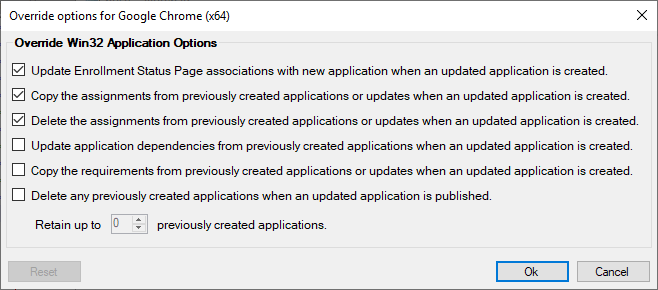 Override options for Google Chrome (x64)
Override Win32 Application Options
Update Enrollment Status Page associations with new application when an updated application is created.
Copy the assignments from previously created applications or updates when an updated application is created.
Delete the assignments from previously created applications or updates when an updated application is created.
Update application dependencies from previously created applications when an updated application is created.
Copy the requirements from previously created applications or updates when an updated application is created.
Delete any previously created applications when an updated application is published.
Retain up to 0 previously created applications.
Reset Ok Cancel